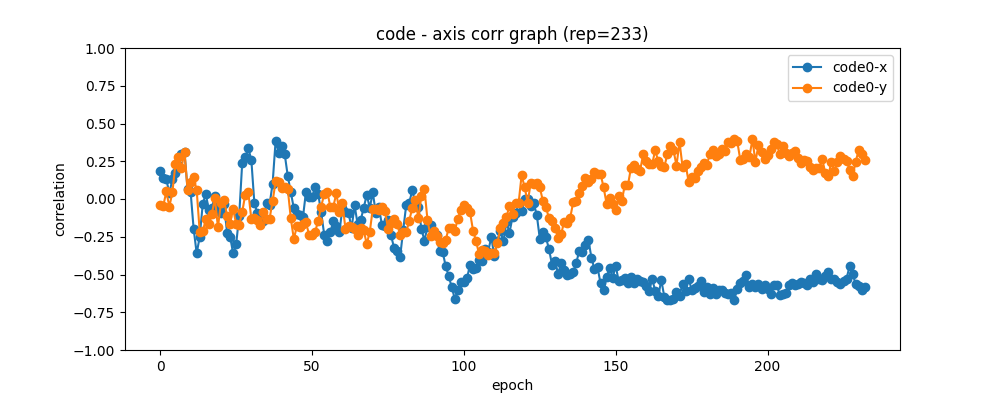 code - axis corr graph (rep=233)
1.00
0.75
0.50
0.25
0.00
−0.25
−0.50
−0.75
−1.00
correlation
code0-x
code0-y
0
50
100
150
200
epoch